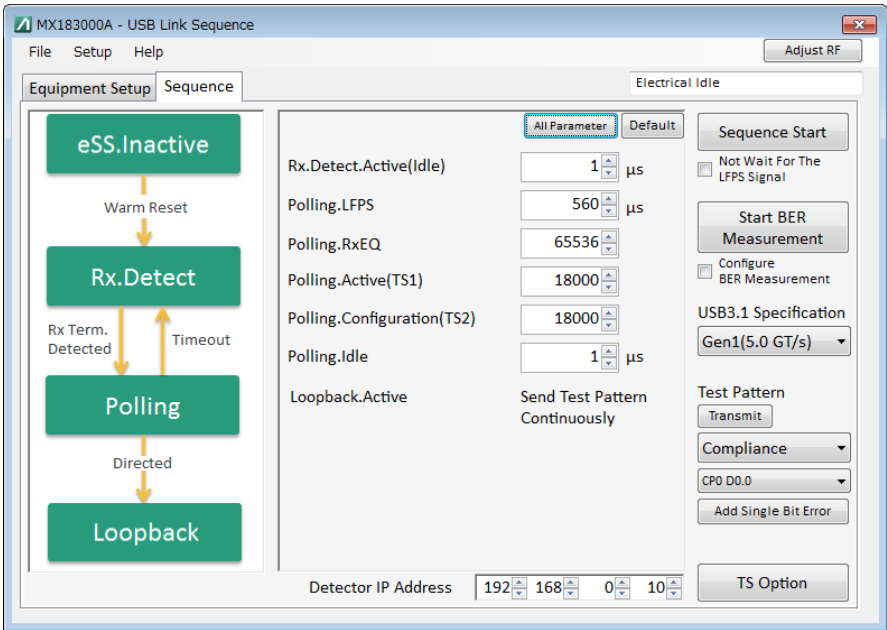 MX183000A - USB Link Sequence
File Setup Help
Adjust RF
Equipment Setup Sequence
Electrical Idle
eSS.Inactive
Warm Reset
Rx.Detect
Rx Term.
Detected
Timeout
Polling
Directed
Loopback
All Parameter Default
Rx.Detect.Active(Idle) 1 μs
Polling.LFPS 560 μs
Polling.RxEQ 65536
Polling.Active(TS1) 18000
Polling.Configuration(TS2) 18000
Polling.Idle 1 μs
Loopback.Active Send Test Pattern
Continuously
Detector IP Address 192 168 0 10
Sequence Start
Not Wait For The
LFPS Signal
Start BER
Measurement
Configure
BER Measurement
USB3.1 Specification
Gen1(5.0 GT/s)
Test Pattern
Transmit
Compliance
CP0 D0.0
Add Single Bit Error
TS Option